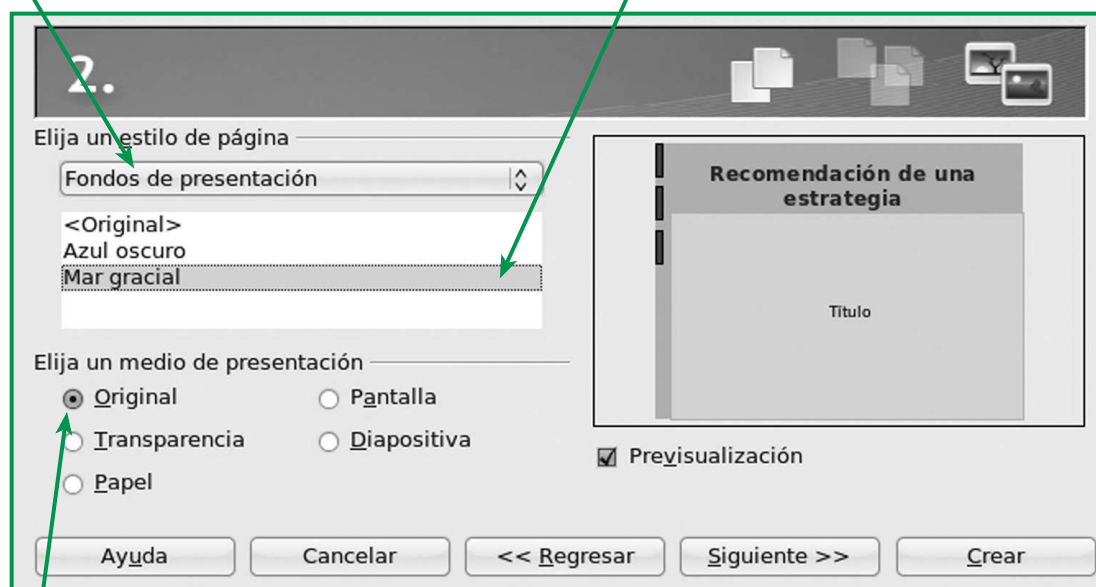 2.
Elija un estilo de página
Fondos de presentación
<Original>
Azul oscuro
Mar gracial
Elija un medio de presentación
Original
Pantalla
Transparencia
Diapositiva
Papel
Recomendación de una
estrategia
Título
Previsualización
Ayuda
Cancelar
<< Regresar
Siguiente >>
Crear